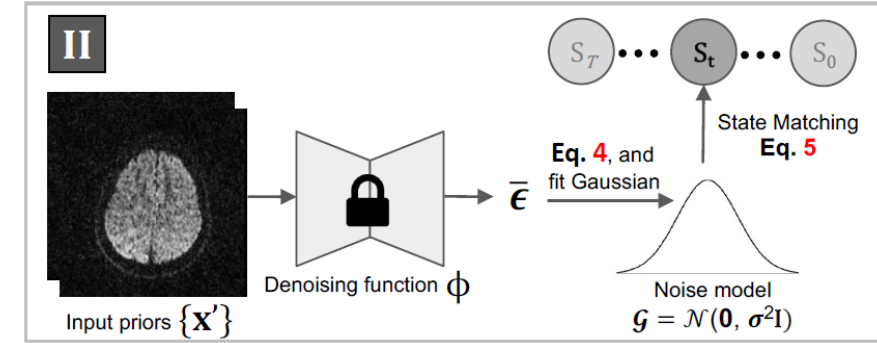 II
S_T ••• S_t ••• S_0
State Matching
Eq. 5
Eq. 4, and
fit Gaussian
ϵ̄
Denoising function ϕ
Input priors {x'}
Noise model
𝒢 = 𝒩(0, σ²I)